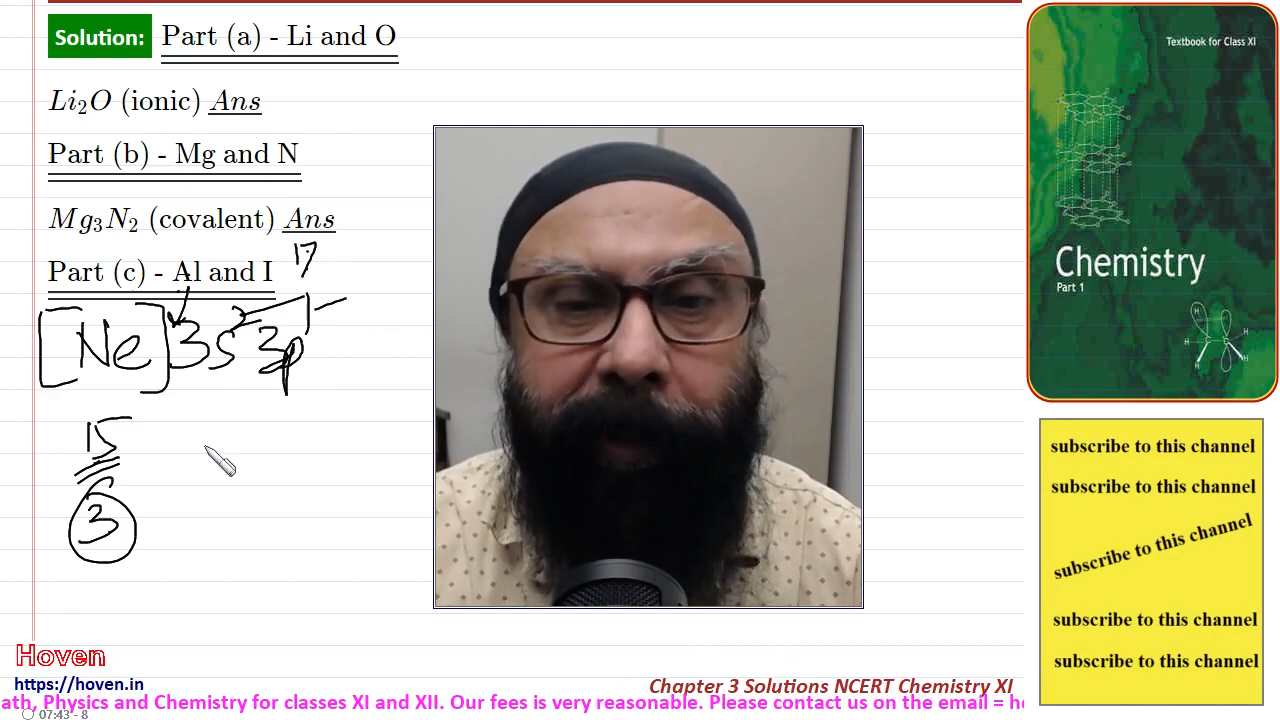 Solution: Part (a) - Li and O
Li₂O (ionic) Ans
Part (b) - Mg and N
Mg₃N₂ (covalent) Ans
17
Part (c) - Al and I
[Ne] 3s² 3p¹
15
3
Textbook for Class XI
Chemistry
Part 1
H
H
H
C
C
H
H
H
subscribe to this channel
subscribe to this channel
subscribe to this channel
subscribe to this channel
subscribe to this channel
Hoven
https://hoven.in
Chapter 3 Solutions NCERT Chemistry XI
ath, Physics and Chemistry for classes XI and XII. Our fees is very reasonable. Please contact us on the email = h
07:43 - 8